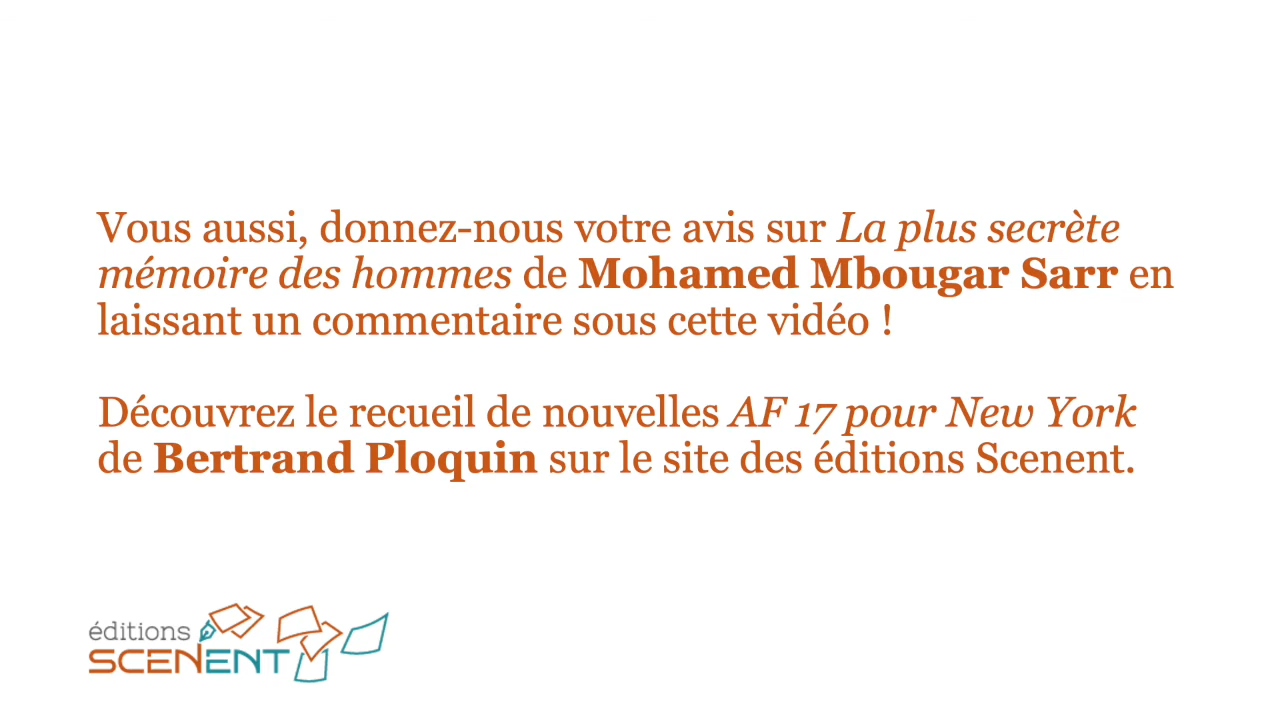 Vous aussi, donnez-nous votre avis sur La plus secrète
mémoire des hommes de Mohamed Mbougar Sarr en
laissant un commentaire sous cette vidéo !
Découvrez le recueil de nouvelles AF 17 pour New York
de Bertrand Ploquin sur le site des éditions Scenent.
éditions
SCENENT